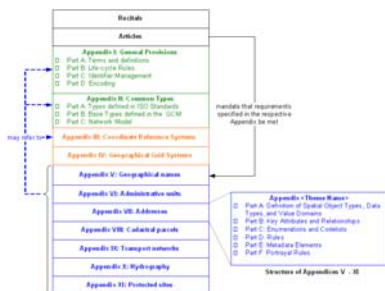 Recitals
Articles
Appendix I: General Provisions
Part A: Terms and definitions
Part B: Life-cycle Rules
Part C: Identifier Management
Part D: Encoding
Appendix II: Common Types
Part A: Types defined in ISO Standards
Part B: Base Types defined in the GCM
Part C: Network Model
Appendix III: Coordinate Reference Systems
Appendix IV: Geographical Grid Systems
Appendix V: Geographical names
Appendix VI: Administrative units
Appendix VII: Addresses
Appendix VIII: Cadastral parcels
Appendix IX: Transport networks
Appendix X: Hydrography
Appendix XI: Protected sites
may refer to
mandate that requirements
specified in the respective
Appendix be met
Appendix <Theme Name>
Part A: Definition of Spatial Object Types, Data
Types, and Value Domains
Part B: Key Attributes and Relationships
Part C: Enumerations and Codelists
Part D: Rules
Part E: Metadata Elements
Part F: Portrayal Rules
Structure of Appendices V - XI